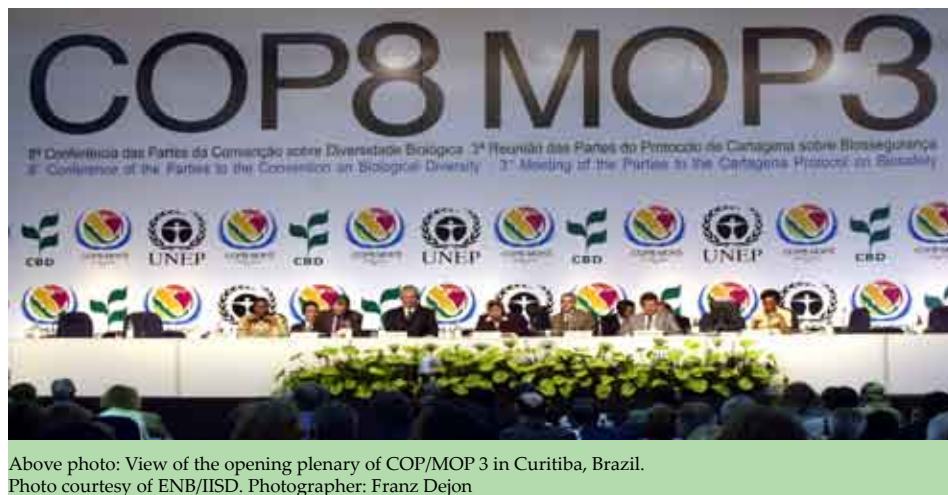 COP8 MOP3
8ª Conferência das Partes da Convenção sobre Diversidade Biológica 3ª Reunião das Partes do Protocolo de Cartagena sobre Biossegurança
8th Conference of the Parties to the Convention on Biological Diversity 3rd Meeting of the Parties to the Cartagena Protocol on Biosafety
CBD UNEP CBD UNEP CBD UNEP CBD
Above photo: View of the opening plenary of COP/MOP 3 in Curitiba, Brazil.
Photo courtesy of ENB/IISD. Photographer: Franz Dejon